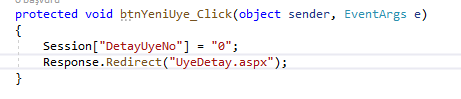 protected void btnYeniUye_Click(object sender, EventArgs e)
{
Session["DetayUyeNo"] = "0";
Response.Redirect("UyeDetay.aspx");
}